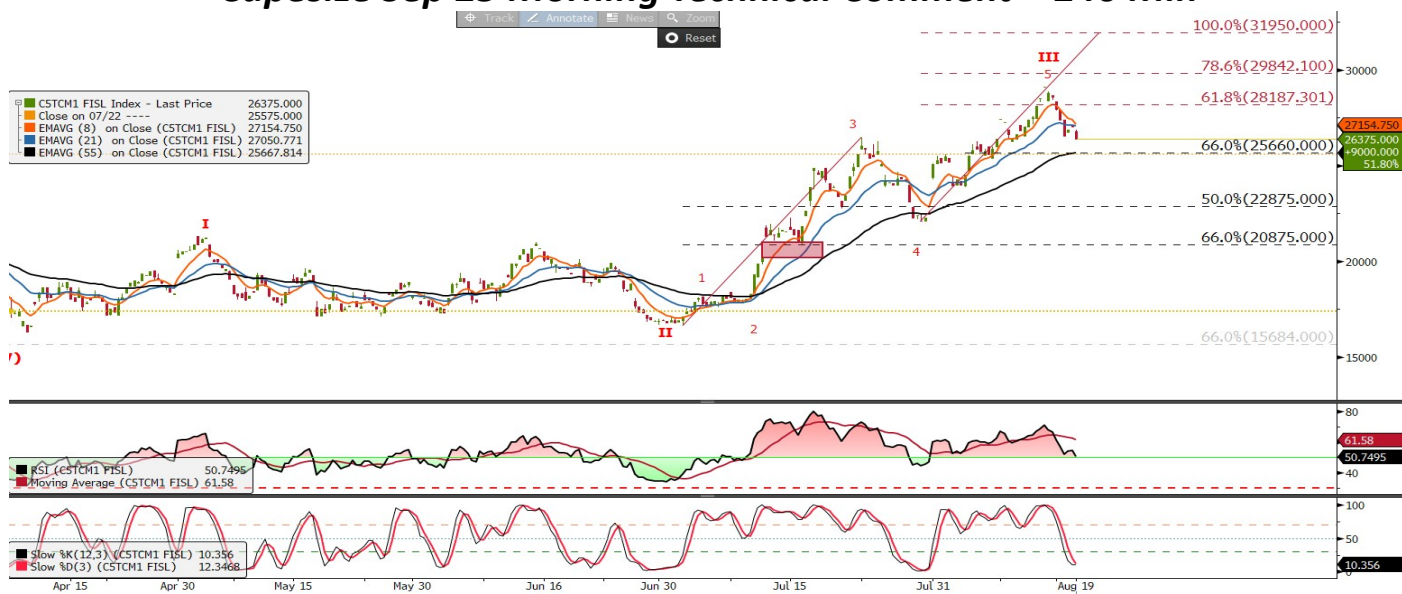 Track Annotate News Zoom
Reset
100.0%(31950.000)
III
78.6%(29842.100)
30000
5
C5TCM1 FISL Index - Last Price 26375.000
61.8%(28187.301)
Close on 07/22 ---- 25575.000
EMAVG (8) on Close (C5TCM1 FISL) 27154.750
27154.750
EMAVG (21) on Close (C5TCM1 FISL) 27050.771
3
26375.000
EMAVG (55) on Close (C5TCM1 FISL) 25667.814
66.0%(25660.000)
+9000.000
51.80%
50.0%(22875.000)
I
66.0%(20875.000)
4
20000
1
II
2
66.0%(15684.000)
15000
80
61.58
RSI (C5TCM1 FISL) 50.7495
50.7495
Moving Average (C5TCM1 FISL) 61.58
40
100
50
Slow %K(12,3) (C5TCM1 FISL) 10.356
10.356
Slow %D(3) (C5TCM1 FISL) 12.3468
0
Apr 15 Apr 30 May 15 May 30 Jun 16 Jun 30 Jul 15 Jul 31 Aug 19